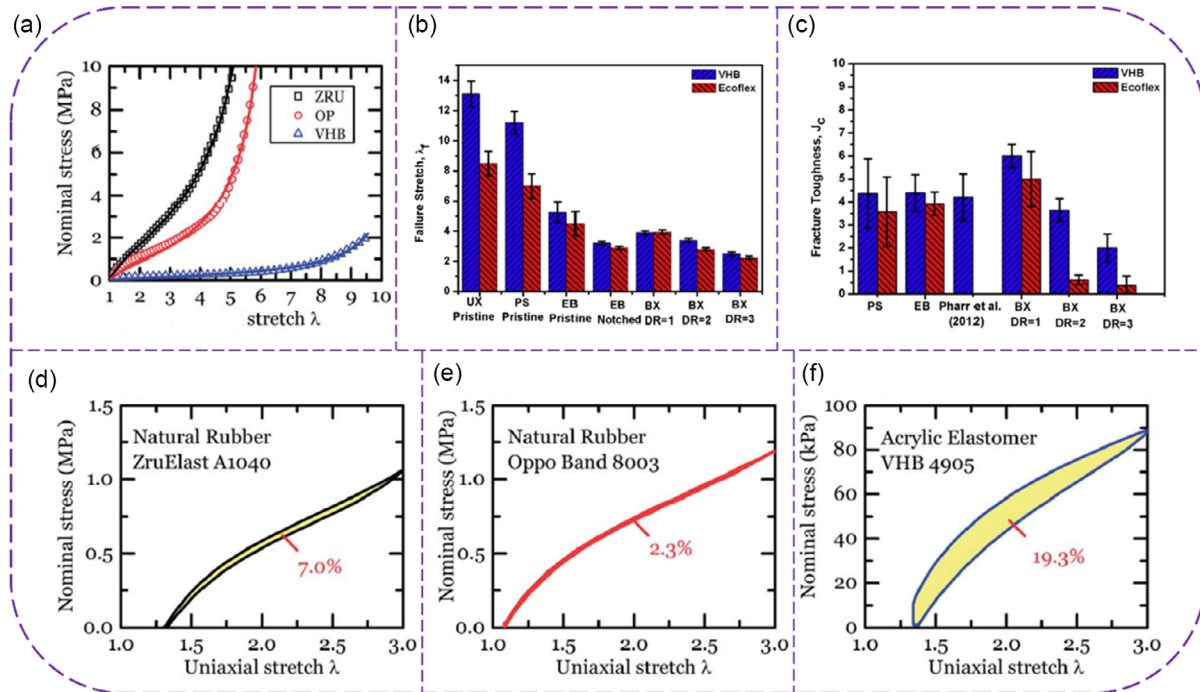 (a)
Nominal stress (MPa)
10
8
6
4
2
0
ZRU
OP
VHB
1 2 3 4 5 6 7 8 9 10
stretch λ
(b)
Failure Stretch, λf
14
12
10
8
6
4
2
0
VHB
Ecoflex
UX PS EB EB BX BX BX
Pristine Pristine Pristine Notched DR=1 DR=2 DR=3
(c)
Fracture Toughness, Jc
10
9
8
7
6
5
4
3
2
1
0
VHB
Ecoflex
PS EB Pharr et al. BX BX BX
(2012) DR=1 DR=2 DR=3
(d)
Nominal stress (MPa)
1.5
1.0
0.5
0.0
Natural Rubber
ZruElast A1040
7.0%
1.0 1.5 2.0 2.5 3.0
Uniaxial stretch λ
(e)
Nominal stress (MPa)
1.5
1.0
0.5
0.0
Natural Rubber
Oppo Band 8003
2.3%
1.0 1.5 2.0 2.5 3.0
Uniaxial stretch λ
(f)
Nominal stress (kPa)
100
80
60
40
20
0
Acrylic Elastomer
VHB 4905
19.3%
1.0 1.5 2.0 2.5 3.0
Uniaxial stretch λ